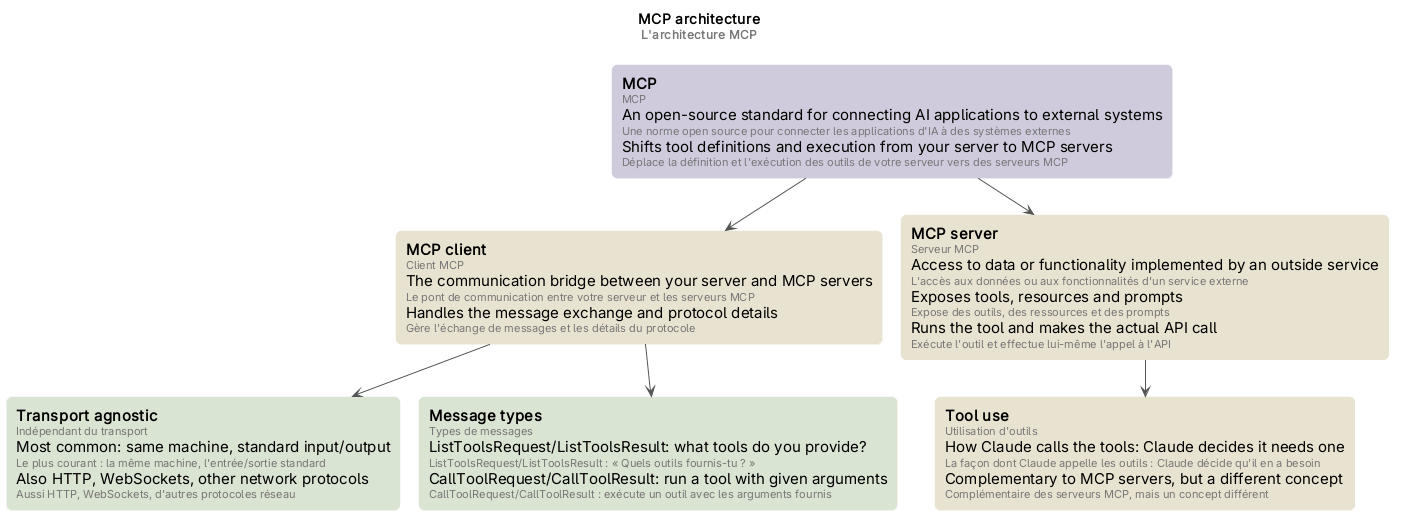 MCP architecture
L'architecture MCP
MCP
MCP
An open-source standard for connecting AI applications to external systems
Une norme open source pour connecter les applications d'IA à des systèmes externes
Shifts tool definitions and execution from your server to MCP servers
Déplace la définition et l'exécution des outils de votre serveur vers des serveurs MCP
MCP client
Client MCP
The communication bridge between your server and MCP servers
Le pont de communication entre votre serveur et les serveurs MCP
Handles the message exchange and protocol details
Gère l'échange de messages et les détails du protocole
MCP server
Serveur MCP
Access to data or functionality implemented by an outside service
L'accès aux données ou aux fonctionnalités d'un service externe
Exposes tools, resources and prompts
Expose des outils, des ressources et des prompts
Runs the tool and makes the actual API call
Exécute l'outil et effectue lui-même l'appel à l'API
Transport agnostic
Indépendant du transport
Most common: same machine, standard input/output
Le plus courant : la même machine, l'entrée/sortie standard
Also HTTP, WebSockets, other network protocols
Aussi HTTP, WebSockets, d'autres protocoles réseau
Message types
Types de messages
ListToolsRequest/ListToolsResult: what tools do you provide?
ListToolsRequest/ListToolsResult : « Quels outils fournis-tu ? »
CallToolRequest/CallToolResult: run a tool with given arguments
CallToolRequest/CallToolResult : exécute un outil avec les arguments fournis
Tool use
Utilisation d'outils
How Claude calls the tools: Claude decides it needs one
La façon dont Claude appelle les outils : Claude décide qu'il en a besoin
Complementary to MCP servers, but a different concept
Complémentaire des serveurs MCP, mais un concept différent